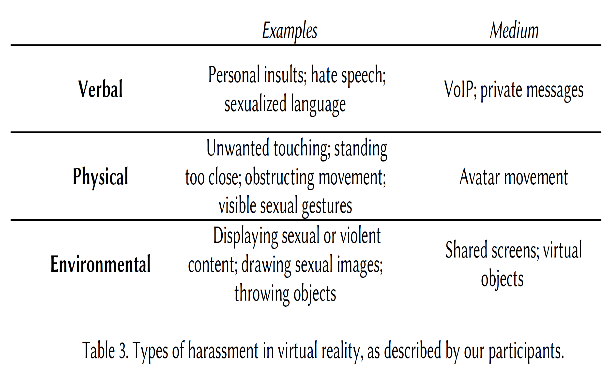 Examples Medium
Personal insults; hate speech;
Verbal VoIP; private messages
sexualized language
Unwanted touching; standing
Physical too close; obstructing movement; Avatar movement
visible sexual gestures
Displaying sexual or violent
Environmental content; drawing sexual images; Shared screens; virtual
throwing objects objects
Table 3. Types of harassment in virtual reality, as described by our participants.